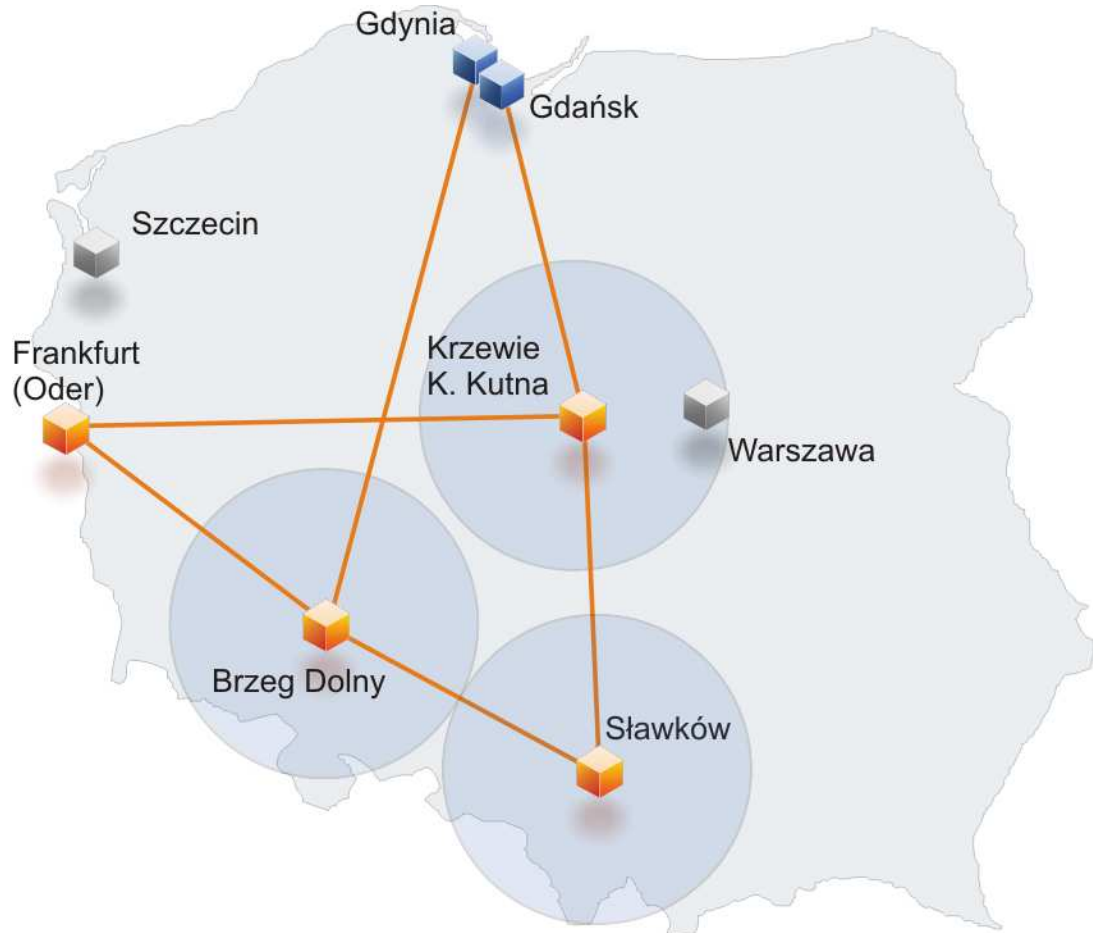 Gdynia
Gdańsk
Szczecin
Frankfurt
(Oder)
Krzewie
K. Kutna
Warszawa
Brzeg Dolny
Sławków